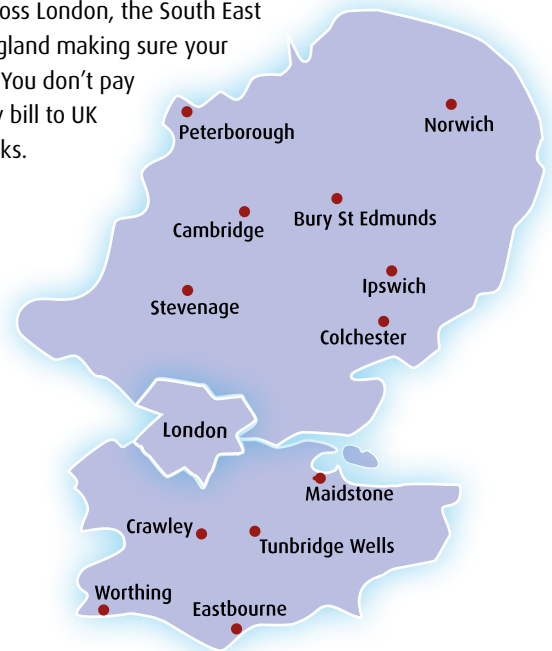 oss London, the South East
gland making sure your
You don’t pay
bill to UK
ks.
Peterborough
Norwich
Cambridge
Bury St Edmunds
Ipswich
Stevenage
Colchester
London
Maidstone
Crawley
Tunbridge Wells
Worthing
Eastbourne